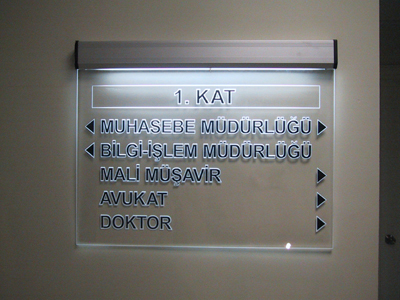 1. KAT
MUHASEBE MÜDÜRLÜĞÜ
BİLGİ-İŞLEM MÜDÜRLÜĞÜ
MALİ MÜŞAVİR
AVUKAT
DOKTOR